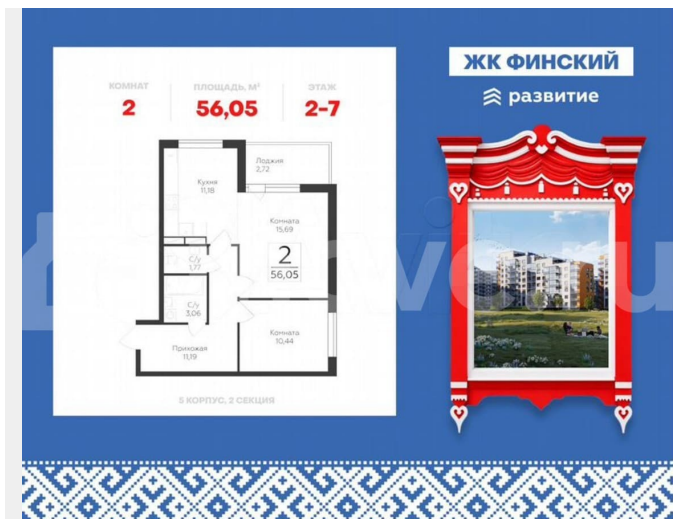 КОМНАТ
2
ПЛОЩАДЬ, М²
56,05
ЭТАЖ
2-7
Лоджия
2,72
Кухня
11,18
Комната
15,69
С/у
1,77
2
56,05
С/у
3,06
Комната
10,44
Прихожая
11,19
5 КОРПУС, 2 СЕКЦИЯ
ЖК ФИНСКИЙ
развитие